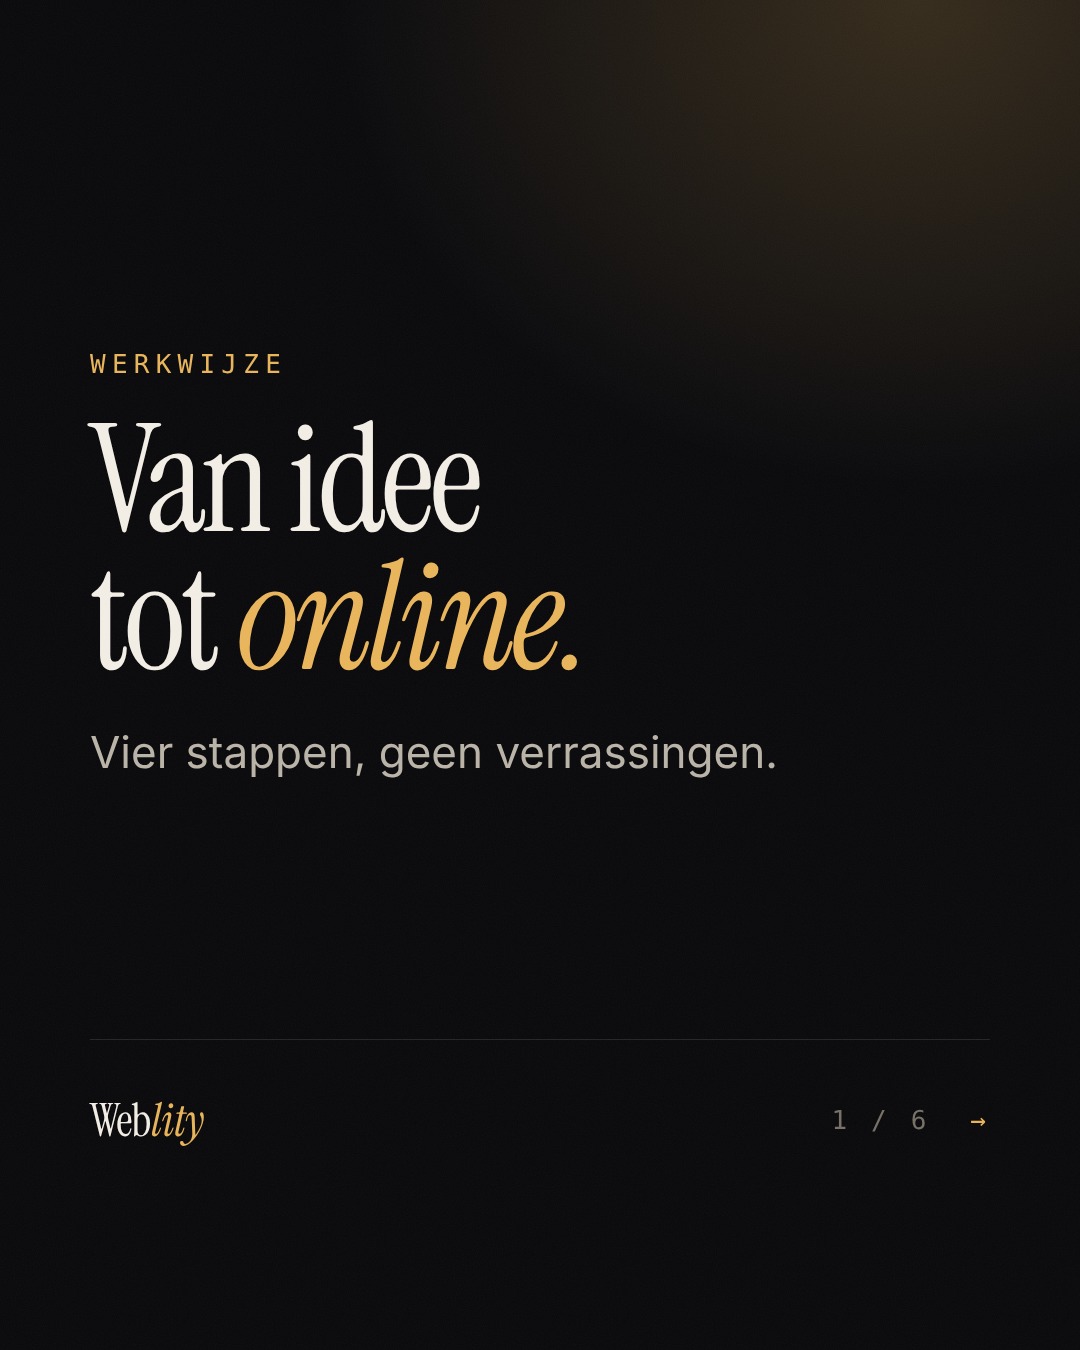 WERKWIJZE
Van idee
tot online.
Vier stappen, geen verrassingen.
Weblity
1 / 6 →